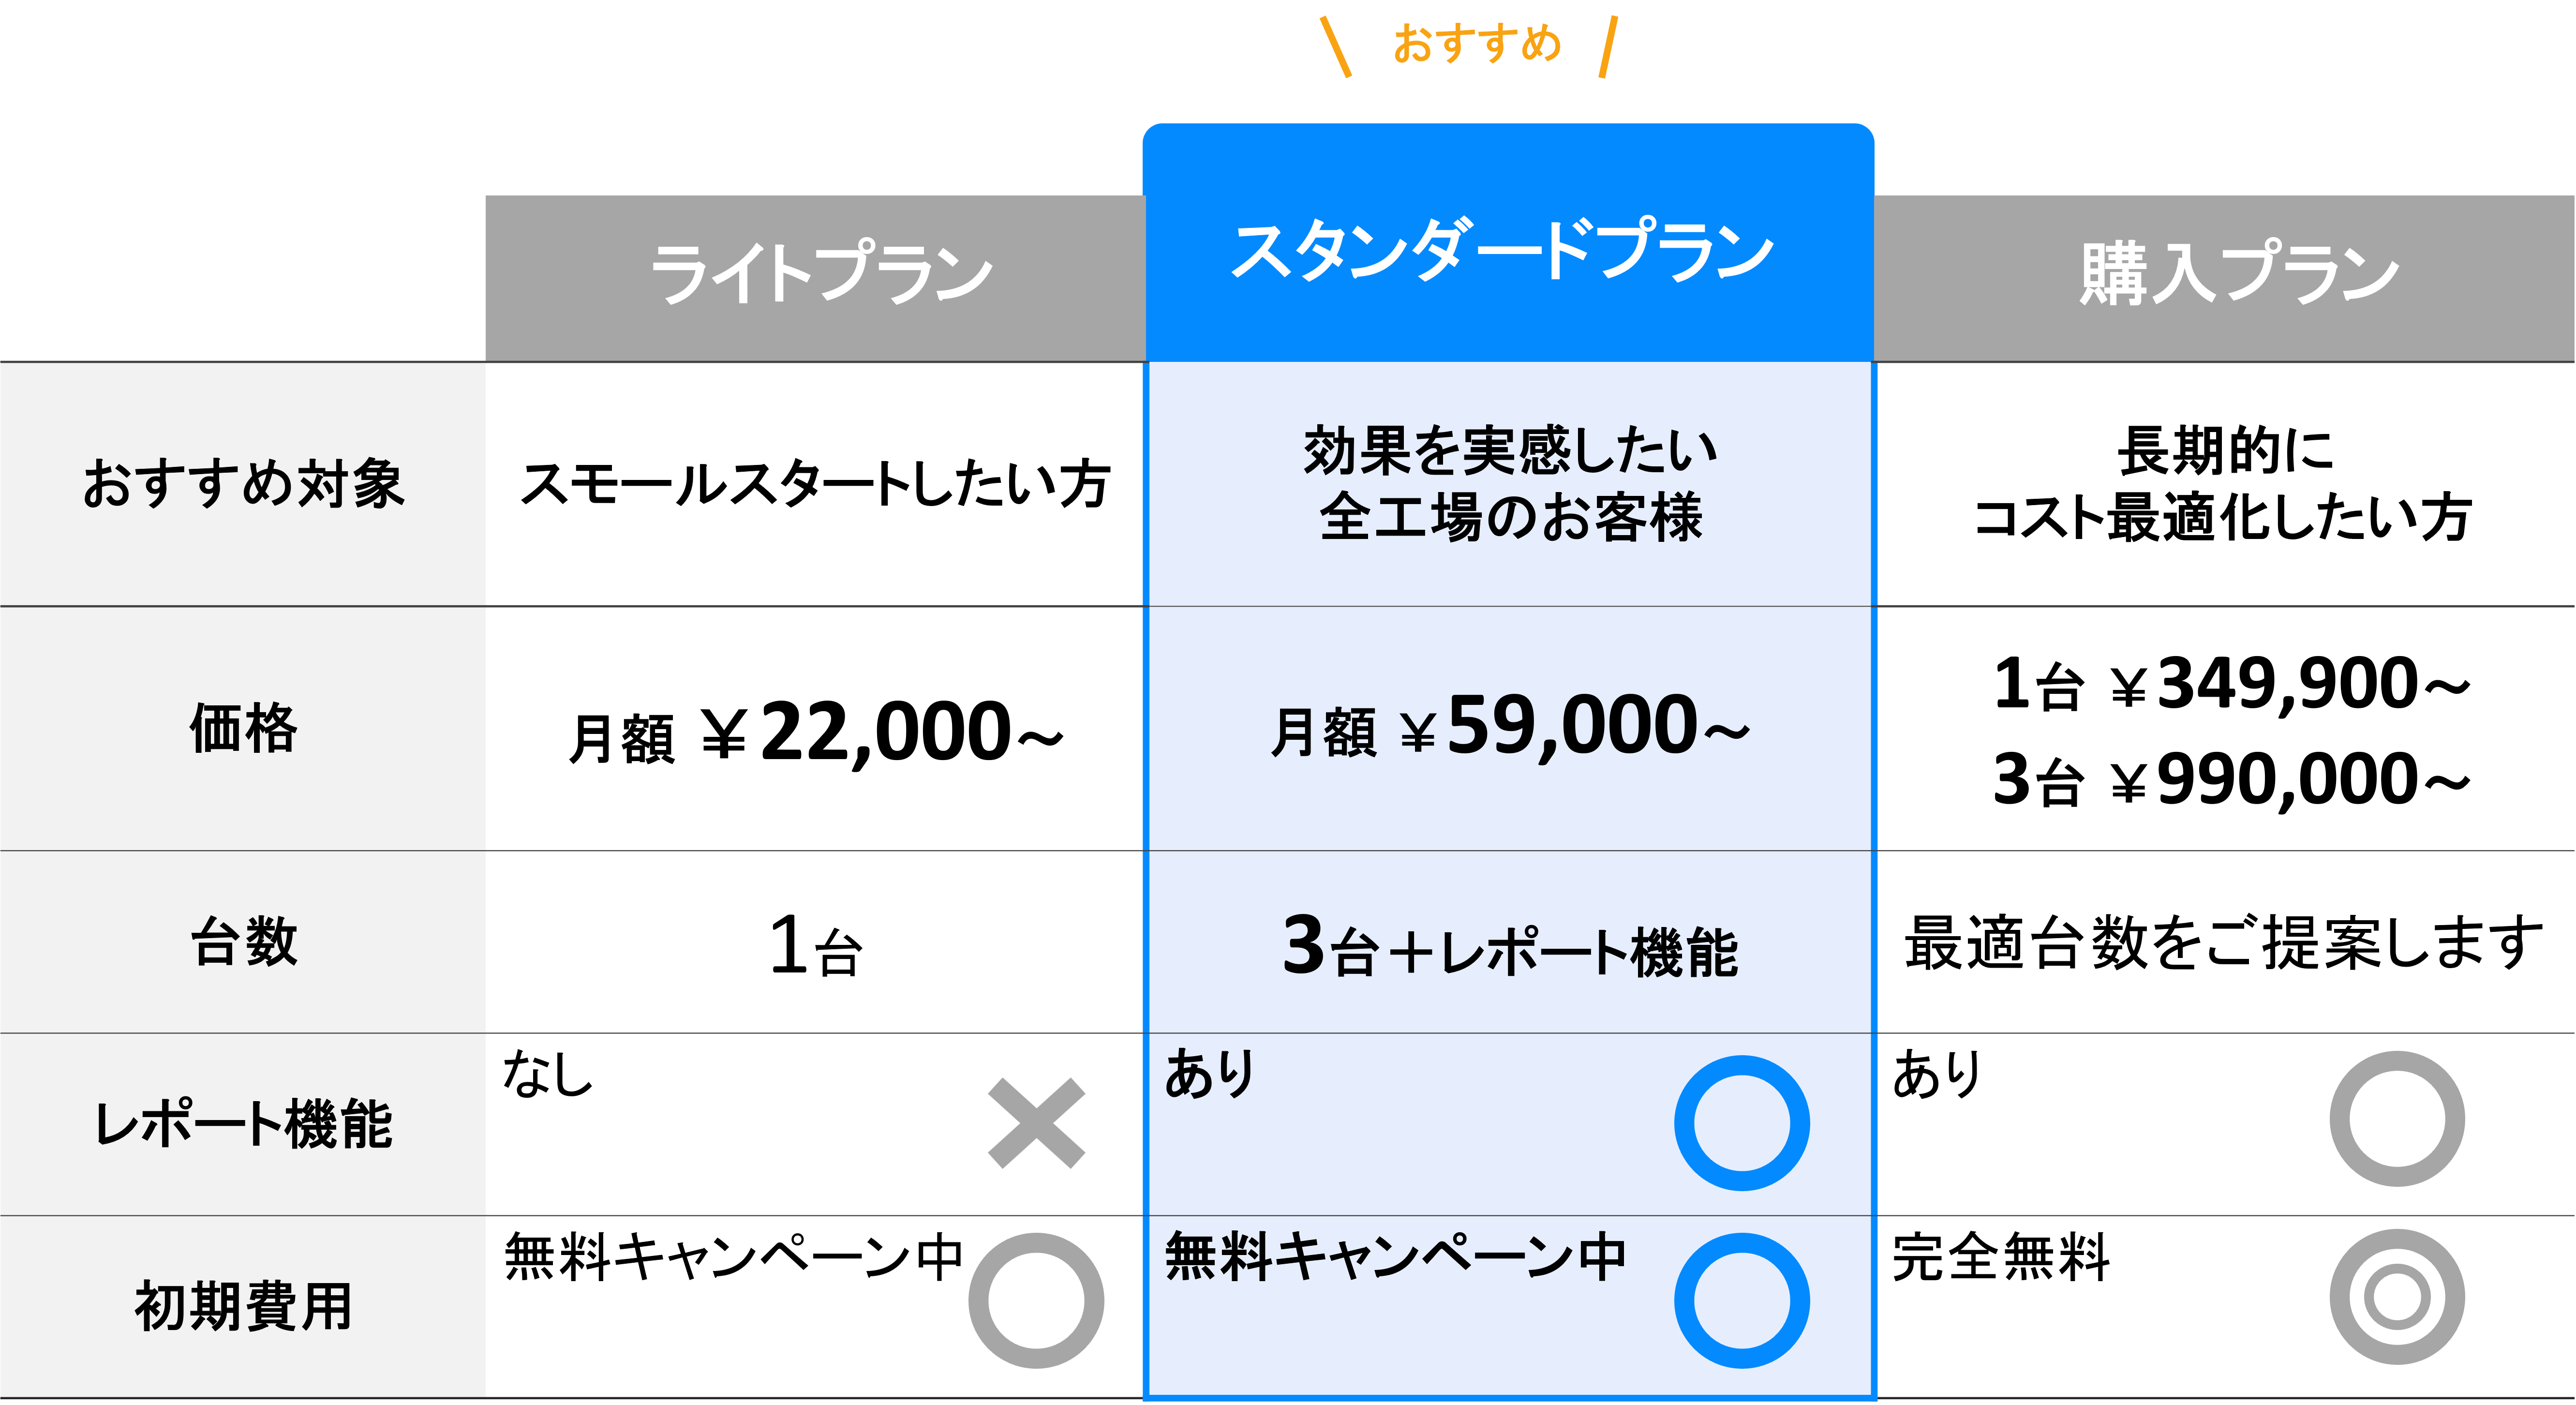 おすすめ
ライトプラン
スタンダードプラン
購入プラン
おすすめ対象
スモールスタートしたい方
効果を実感したい
全工場のお客様
長期的に
コスト最適化したい方
価格
月額 ￥22,000～
月額 ￥59,000～
1台 ￥349,900～
3台 ￥990,000～
台数
1台
3台＋レポート機能
最適台数をご提案します
レポート機能
なし
あり
あり
初期費用
無料キャンペーン中
無料キャンペーン中
完全無料